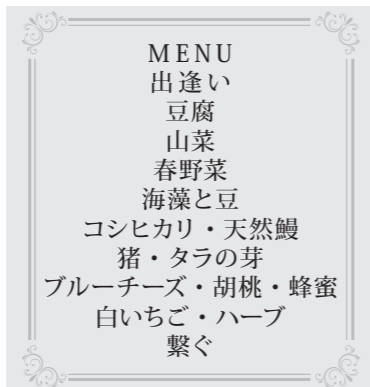 MENU
出逢い
豆腐
山菜
春野菜
海藻と豆
コシヒカリ・天然鰻
猪・タラの芽
ブルーチーズ・胡桃・蜂蜜
白いちご・ハーブ
繋ぐ